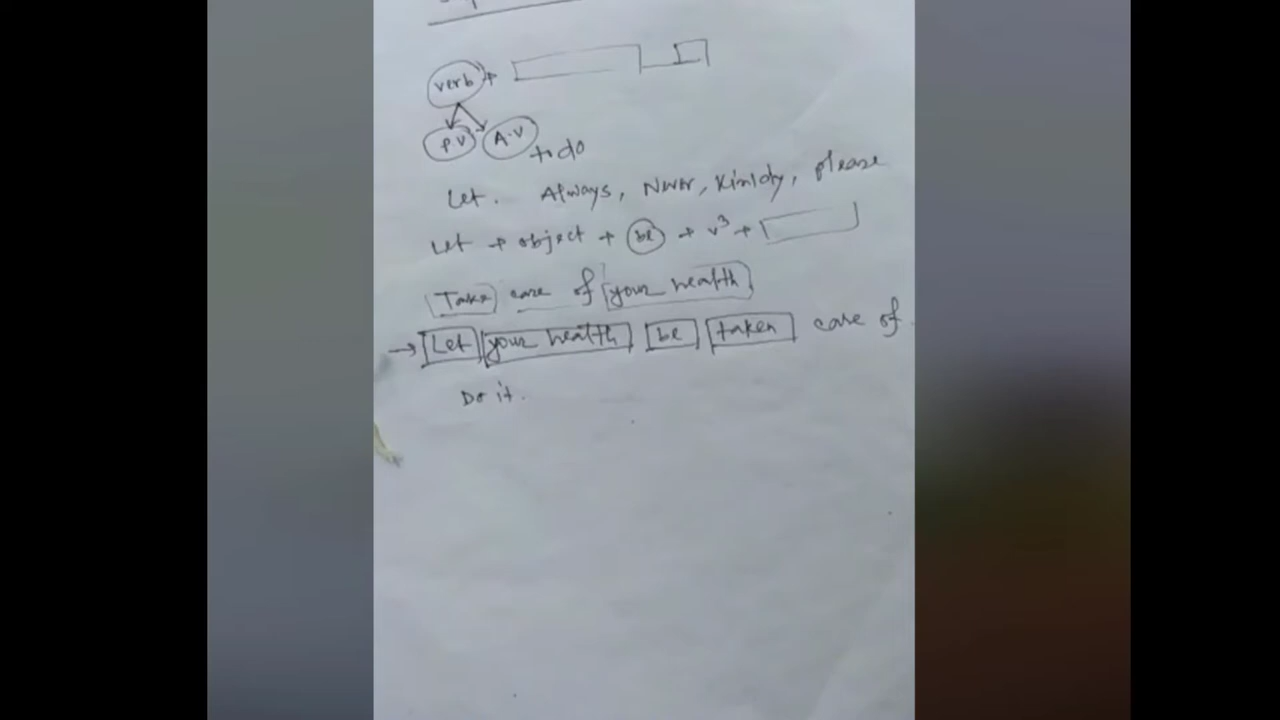 verb +
P.V A.V to do
Let. Always, Never, Kindly, please
Let + object + be + v³ +
Take care of your health
→ Let your health be taken care of.
Do it.